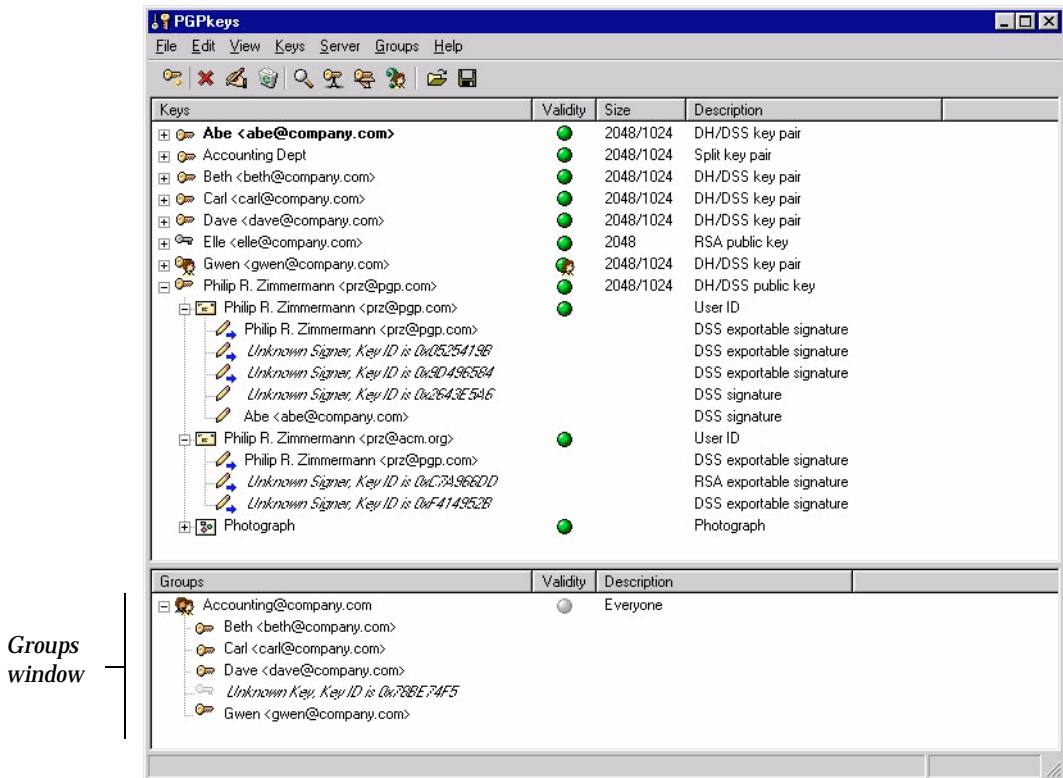 PGPkeys
File Edit View Keys Server Groups Help
Keys Validity Size Description
Abe <abe@company.com> 2048/1024 DH/DSS key pair
Accounting Dept 2048/1024 Split key pair
Beth <beth@company.com> 2048/1024 DH/DSS key pair
Carl <carl@company.com> 2048/1024 DH/DSS key pair
Dave <dave@company.com> 2048/1024 DH/DSS key pair
Elle <elle@company.com> 2048 RSA public key
Gwen <gwen@company.com> 2048/1024 DH/DSS key pair
Philip R. Zimmermann <prz@pgp.com> 2048/1024 DH/DSS public key
Philip R. Zimmermann <prz@pgp.com> User ID
Philip R. Zimmermann <prz@pgp.com> DSS exportable signature
Unknown Signer, Key ID is 0x0525419B DSS exportable signature
Unknown Signer, Key ID is 0x9D496584 DSS exportable signature
Unknown Signer, Key ID is 0x2643E5A6 DSS signature
Abe <abe@company.com> DSS signature
Philip R. Zimmermann <prz@acm.org> User ID
Philip R. Zimmermann <prz@pgp.com> DSS exportable signature
Unknown Signer, Key ID is 0xC7A966DD RSA exportable signature
Unknown Signer, Key ID is 0xF414952B DSS exportable signature
Photograph Photograph
Groups Validity Description
Accounting@company.com Everyone
Beth <beth@company.com>
Carl <carl@company.com>
Dave <dave@company.com>
Unknown Key, Key ID is 0x78BE74F5
Gwen <gwen@company.com>
Groups
window